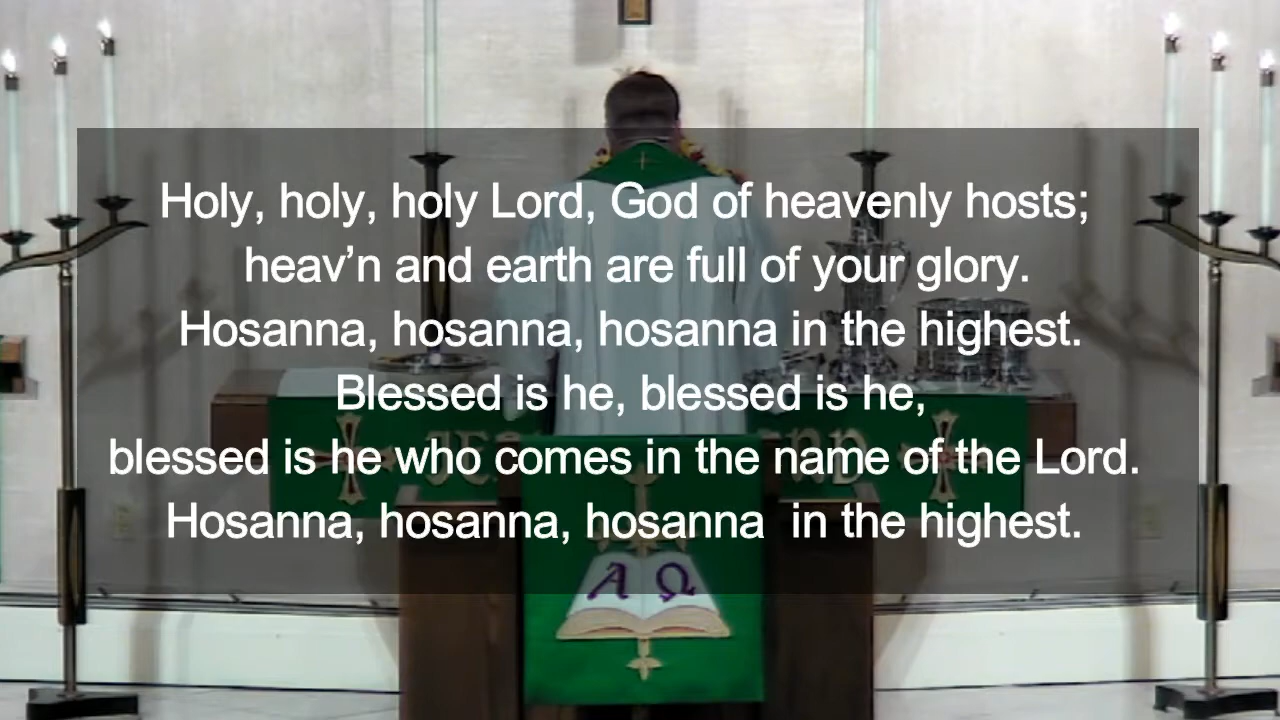 Holy, holy, holy Lord, God of heavenly hosts;
heav’n and earth are full of your glory.
Hosanna, hosanna, hosanna in the highest.
Blessed is he, blessed is he,
blessed is he who comes in the name of the Lord.
Hosanna, hosanna, hosanna  in the highest.
Α Ω